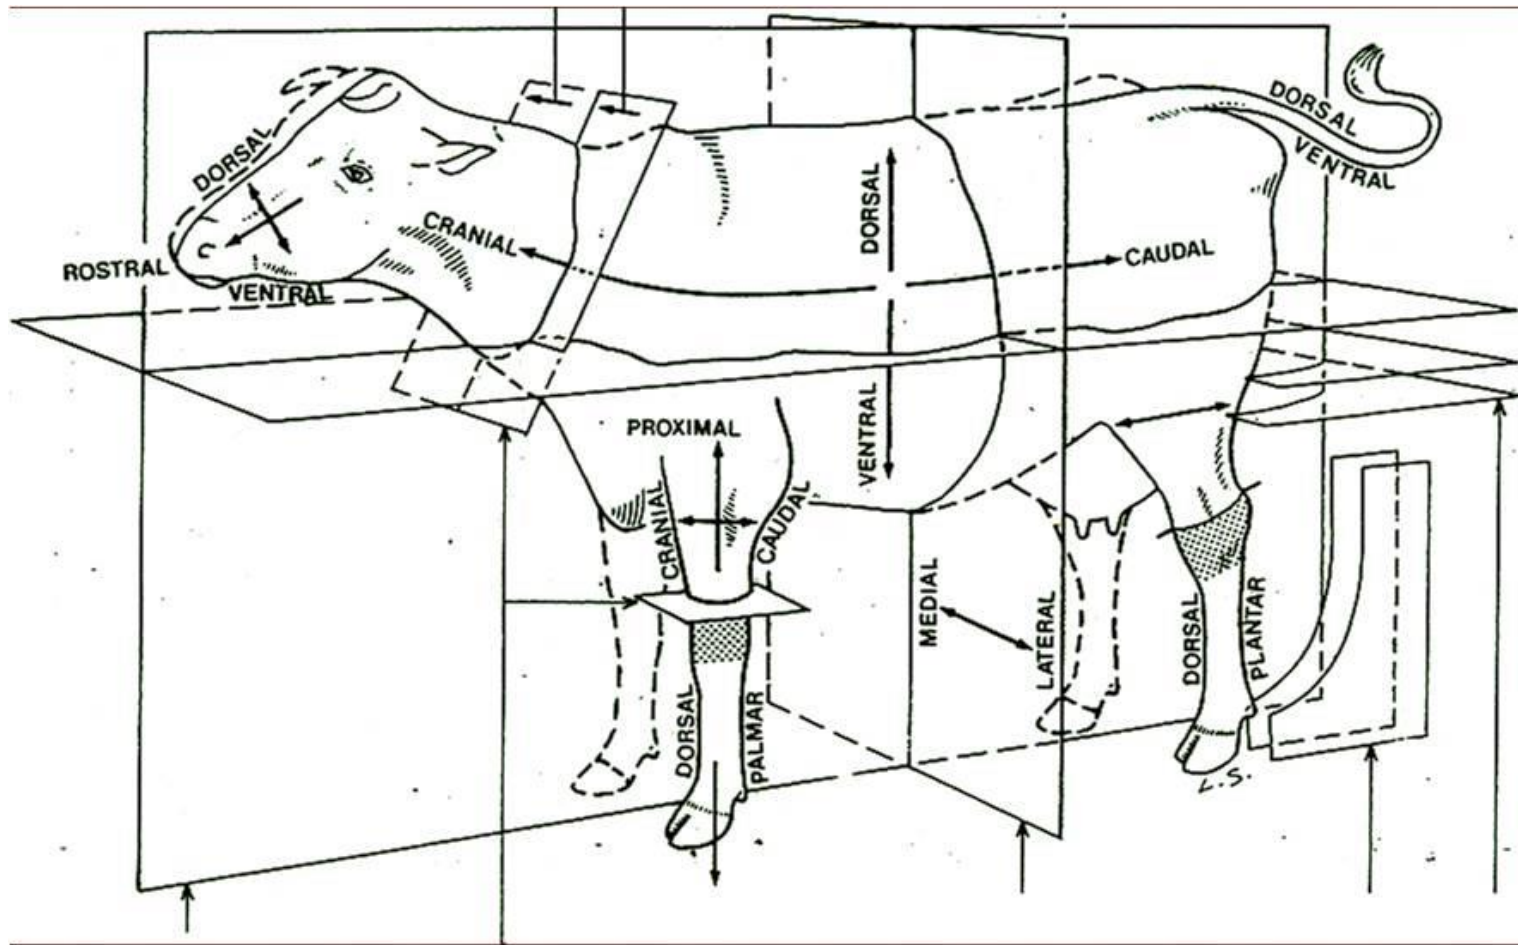 DORSAL
VENTRAL
DORSAL
CRANIAL
DORSAL
CAUDAL
ROSTRAL
VENTRAL
PROXIMAL
VENTRAL
CRANIAL
CAUDAL
MEDIAL
LATERAL
DORSAL
PLANTAR
DORSAL
PALMAR
L.S.